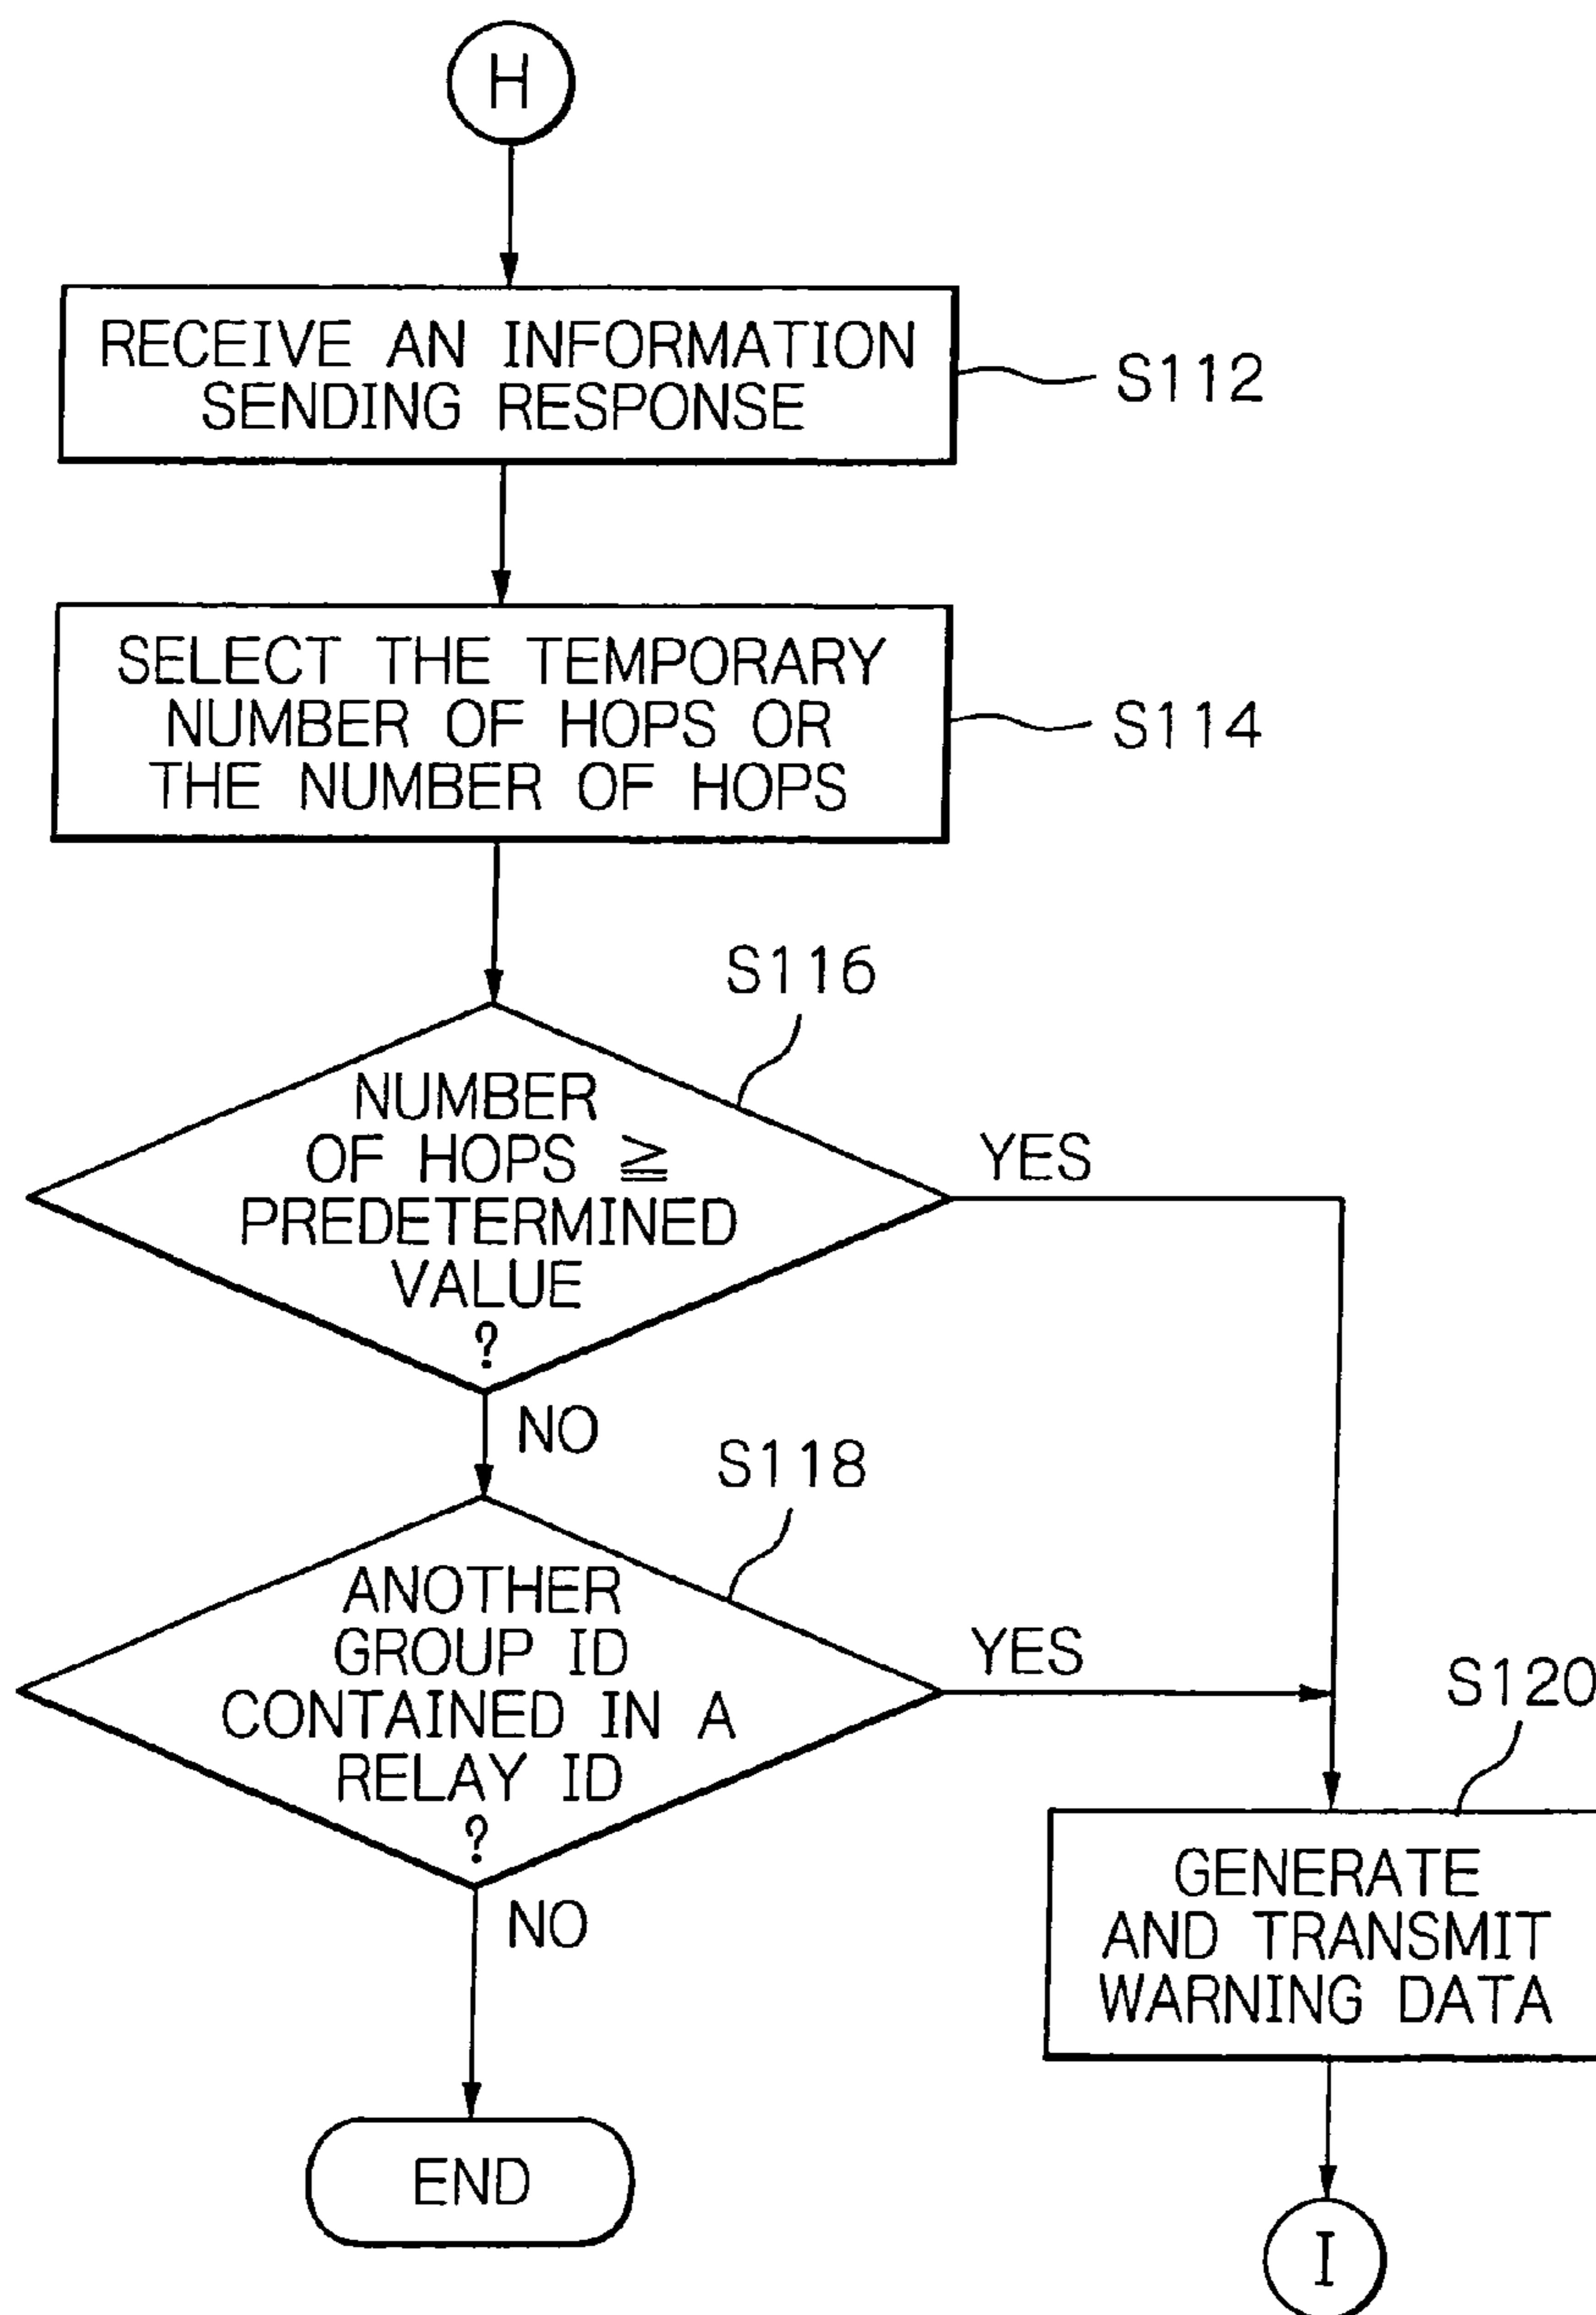 H
RECEIVE AN INFORMATION
SENDING RESPONSE
S112
SELECT THE TEMPORARY
NUMBER OF HOPS OR
THE NUMBER OF HOPS
S114
S116
NUMBER
OF HOPS ≧
PREDETERMINED
VALUE
?
YES
NO
S118
ANOTHER
GROUP ID
CONTAINED IN A
RELAY ID
?
YES
S120
GENERATE
AND TRANSMIT
WARNING DATA
NO
END
I